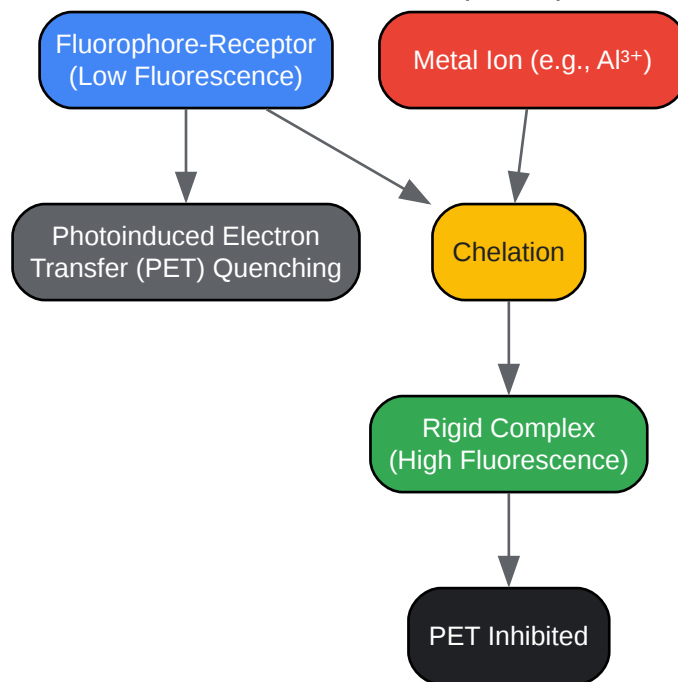 Fluorophore-Receptor
(Low Fluorescence)
Metal Ion (e.g., Al³⁺)
Photoinduced Electron
Transfer (PET) Quenching
Chelation
Rigid Complex
(High Fluorescence)
PET Inhibited